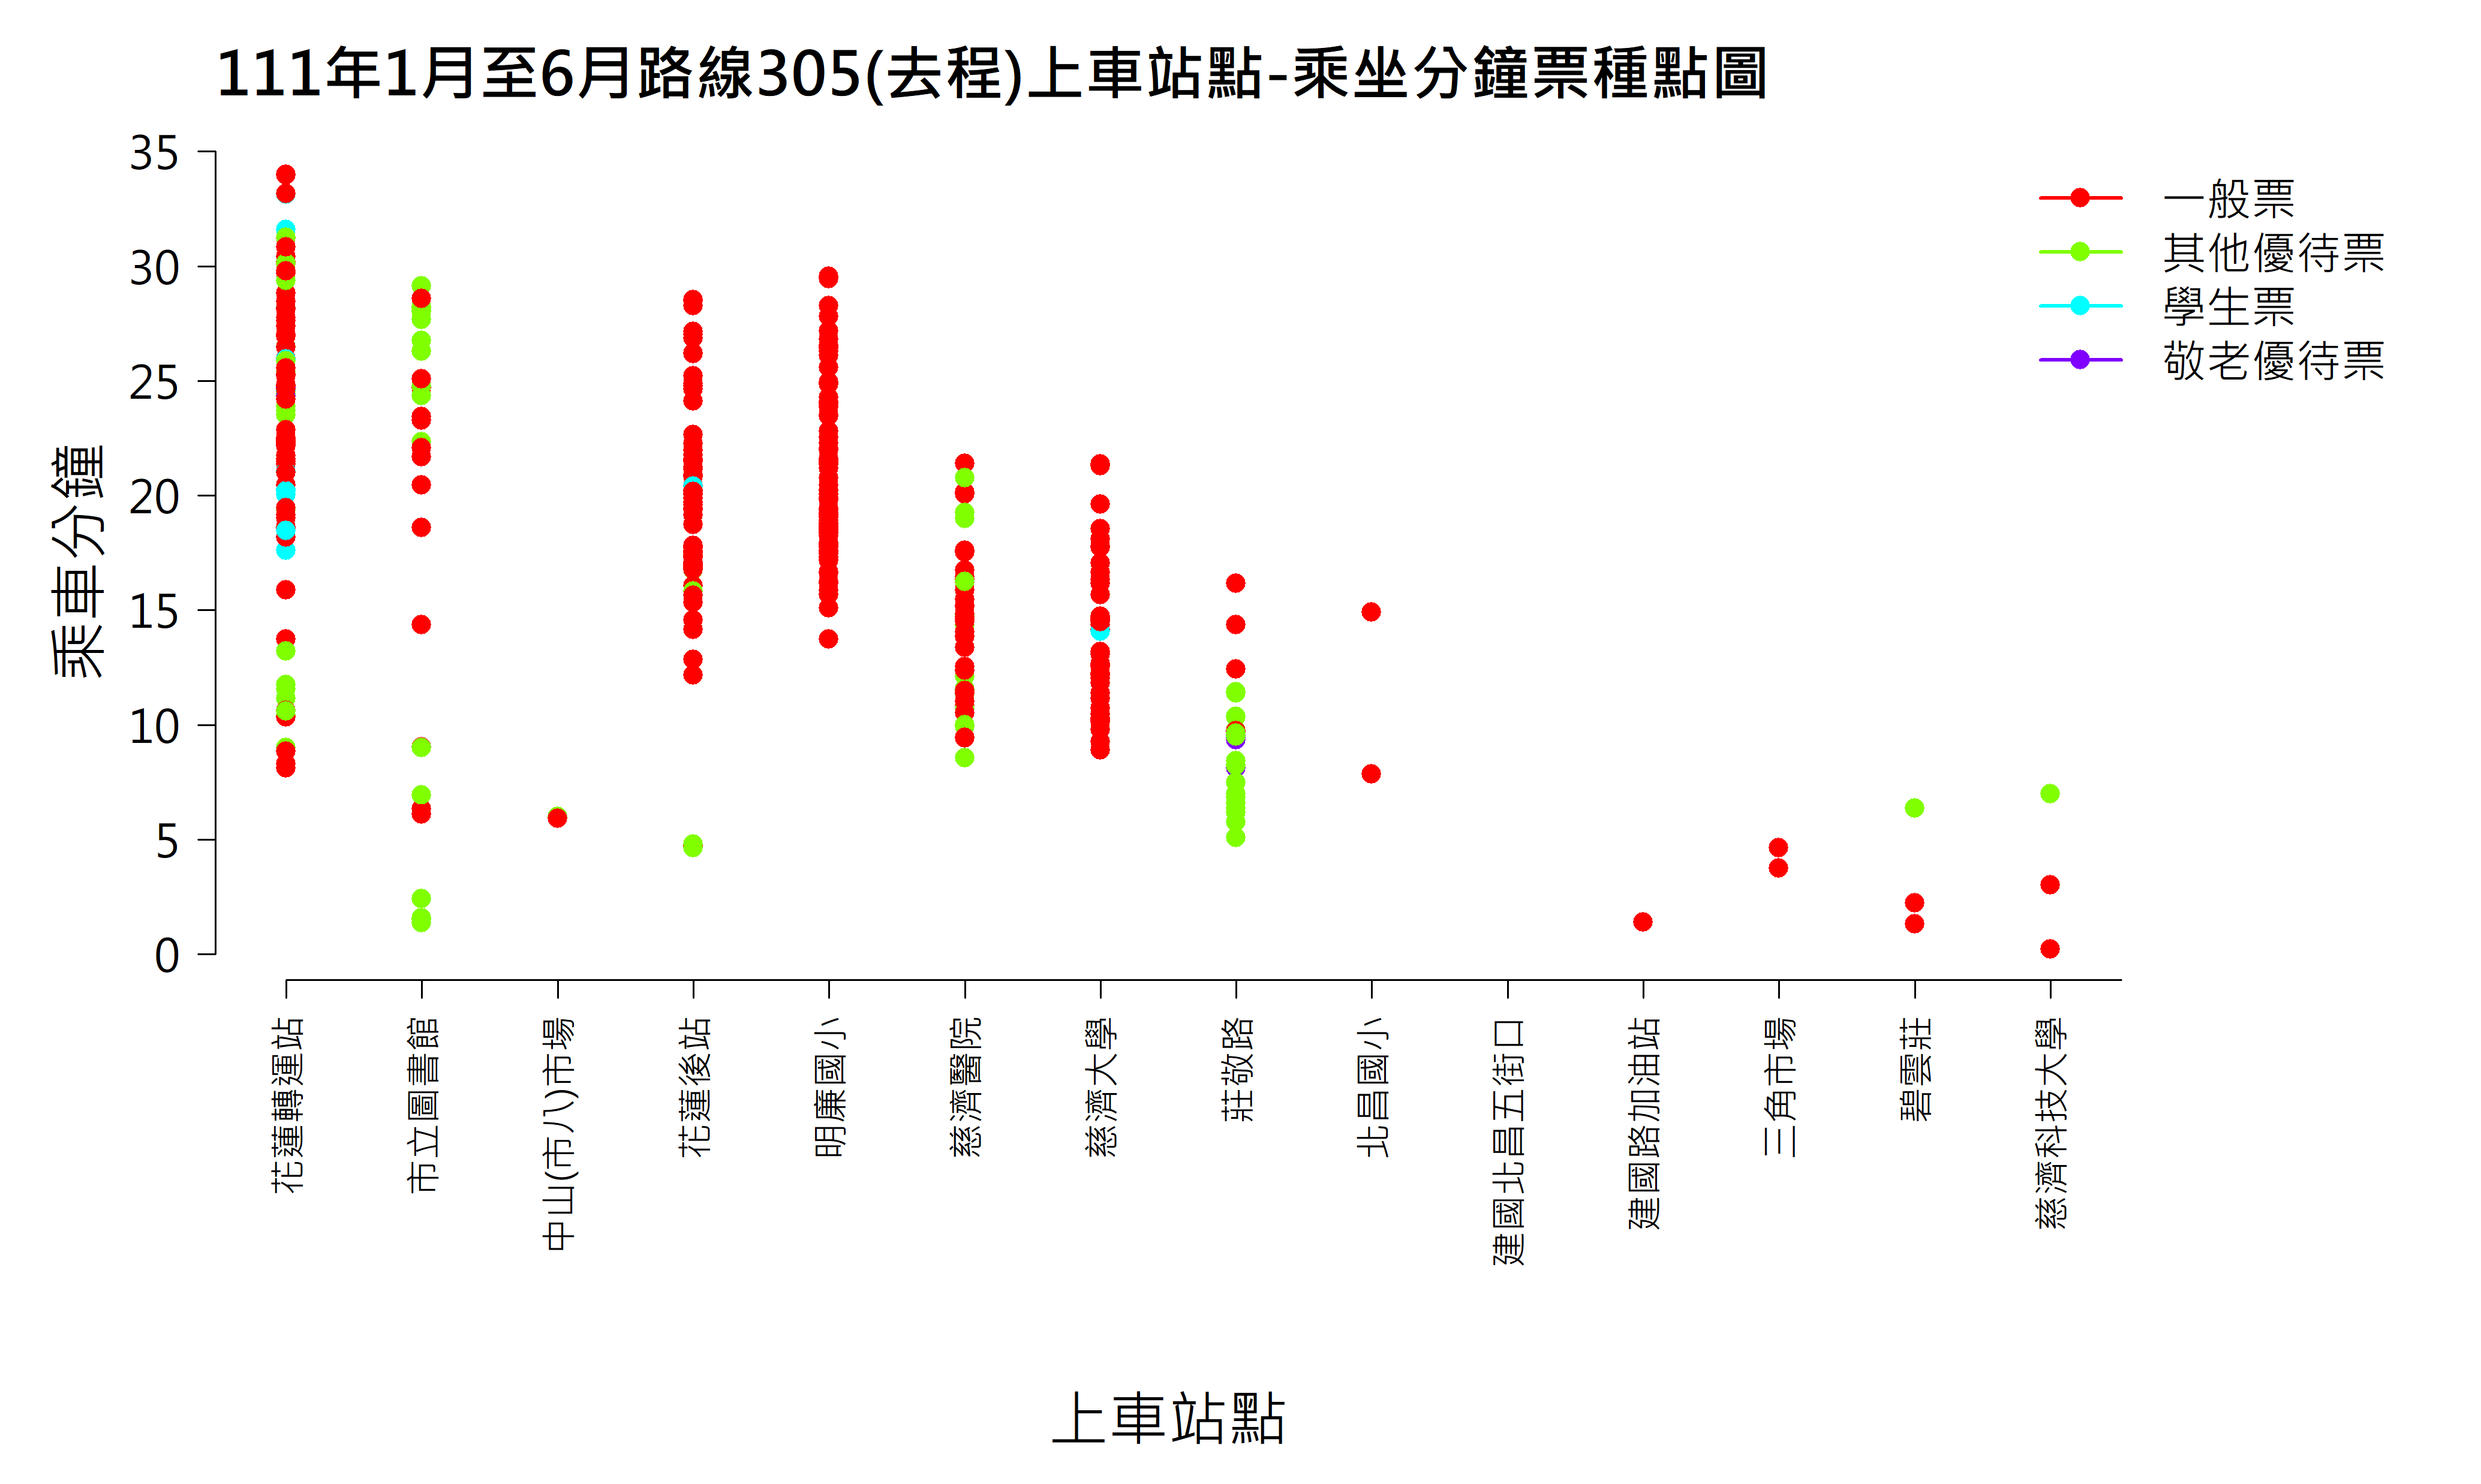 111年1月至6月路線305(去程)上車站點-乘坐分鐘票種點圖
35
30
25
20
15
10
5
0
乘車分鐘
一般票
其他優待票
學生票
敬老優待票
花蓮轉運站
市立圖書館
中山(市八)市場
花蓮後站
明廉國小
慈濟醫院
慈濟大學
莊敬路
北昌國小
建國北昌五街口
建國路加油站
三角市場
碧雲莊
慈濟科技大學
上車站點